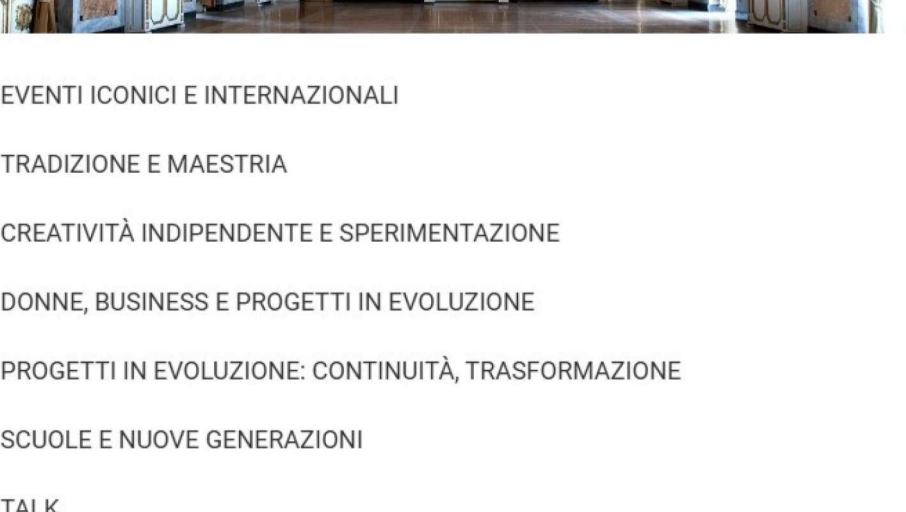 EVENTI ICONICI E INTERNAZIONALI
TRADIZIONE E MAESTRIA
CREATIVITÀ INDIPENDENTE E SPERIMENTAZIONE
DONNE, BUSINESS E PROGETTI IN EVOLUZIONE
PROGETTI IN EVOLUZIONE: CONTINUITÀ, TRASFORMAZIONE
SCUOLE E NUOVE GENERAZIONI
TALK